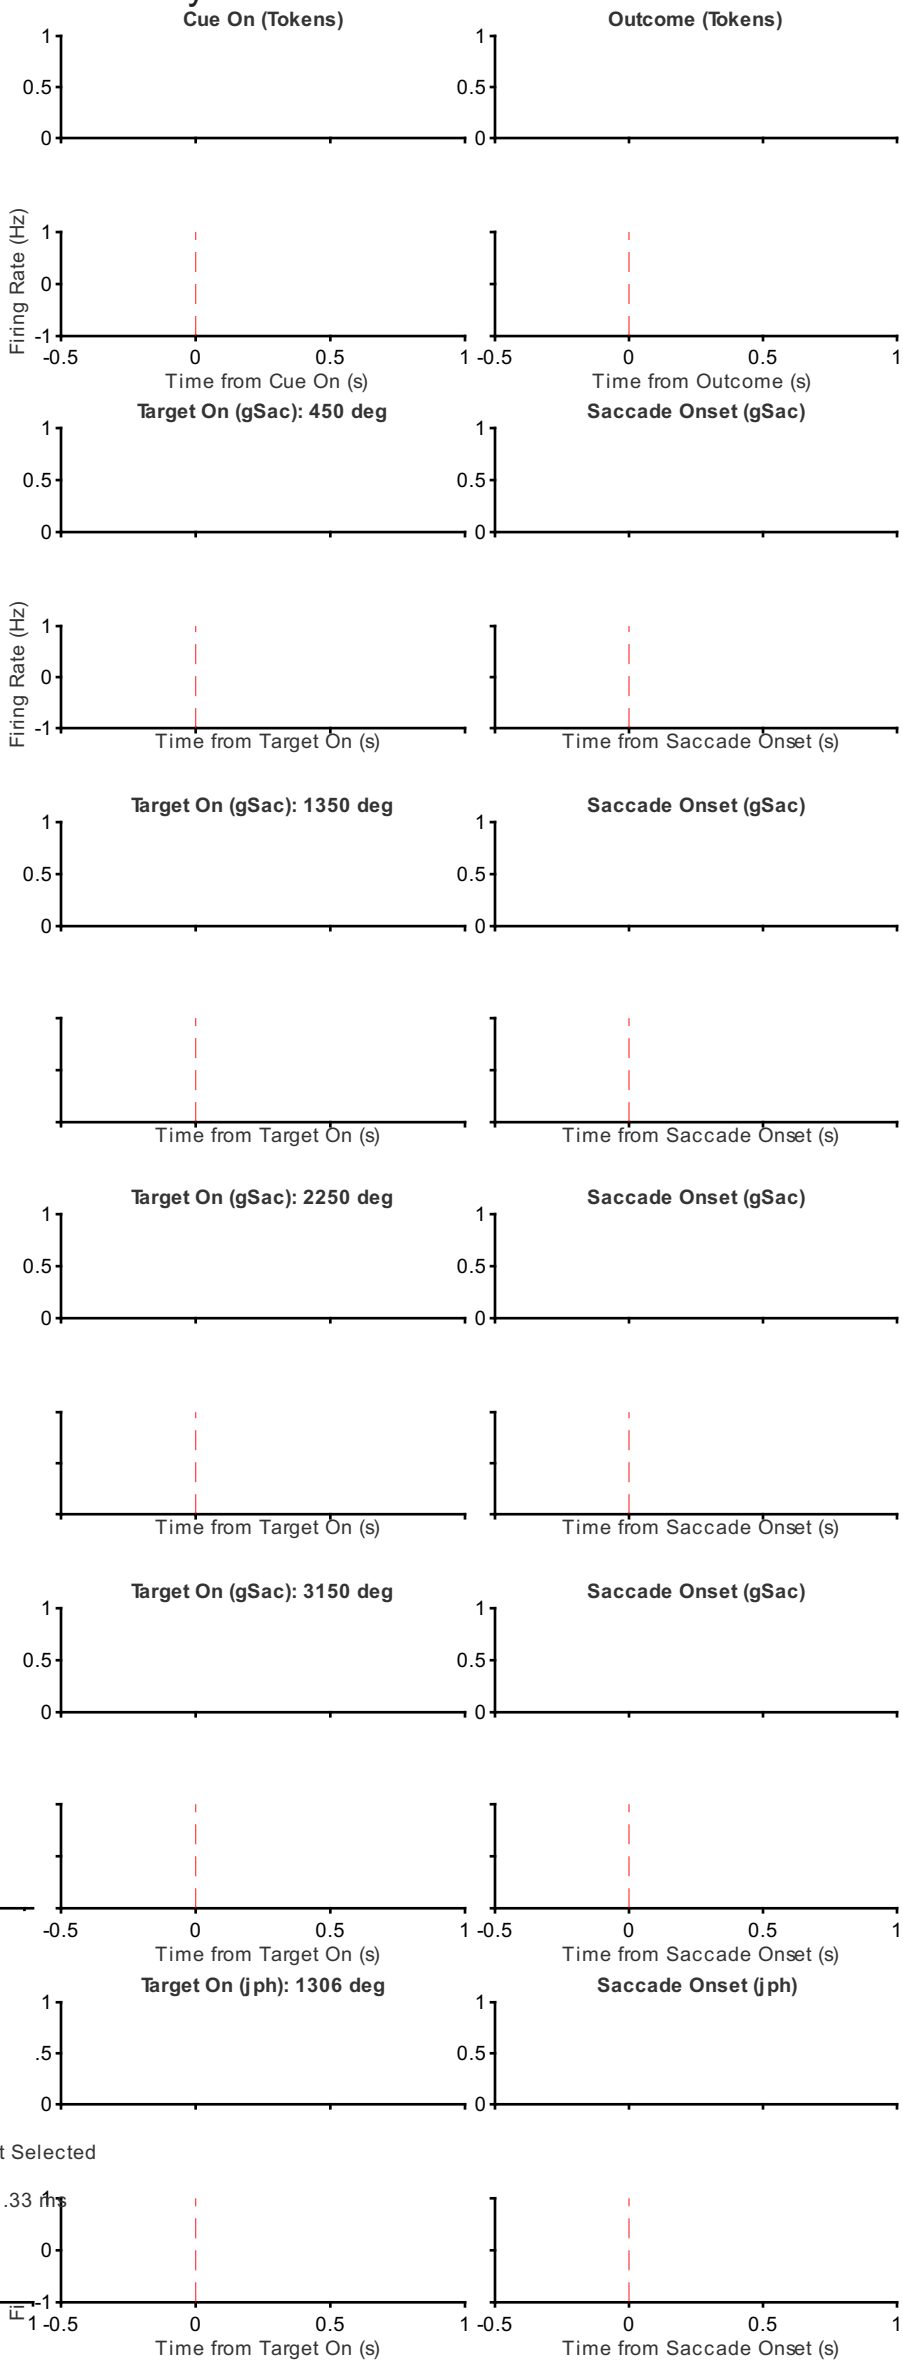 Cue On (Tokens) Outcome (Tokens)
1 1
0.5 0.5
0 0
Firing Rate (Hz)
1
0
-1
-0.5 0 0.5 1 -0.5 0 0.5 1
Time from Cue On (s) Time from Outcome (s)
Target On (gSac): 450 deg Saccade Onset (gSac)
1 1
0.5 0.5
0 0
Firing Rate (Hz)
1
0
-1
Time from Target On (s) Time from Saccade Onset (s)
Target On (gSac): 1350 deg Saccade Onset (gSac)
1 1
0.5 0.5
0 0
Time from Target On (s) Time from Saccade Onset (s)
Target On (gSac): 2250 deg Saccade Onset (gSac)
1 1
0.5 0.5
0 0
Time from Target On (s) Time from Saccade Onset (s)
Target On (gSac): 3150 deg Saccade Onset (gSac)
1 1
0.5 0.5
0 0
-0.5 0 0.5 1 -0.5 0 0.5 1
Time from Target On (s) Time from Saccade Onset (s)
Target On (jph): 1306 deg Saccade Onset (jph)
1 1
.5 0.5
0 0
t Selected
.33 ms
1
0
-1
Fi
1 -0.5 0 0.5 1 -0.5 0 0.5 1
Time from Target On (s) Time from Saccade Onset (s)